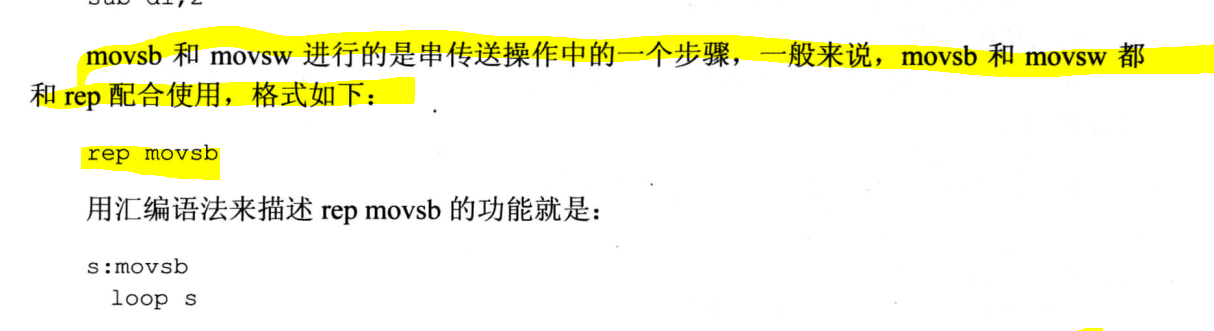 movsb 和 movsw 进行的是串传送操作中的一个步骤，一般来说，movsb 和 movsw 都
和 rep 配合使用，格式如下：
rep movsb
用汇编语法来描述 rep movsb 的功能就是：
s:movsb
loop s